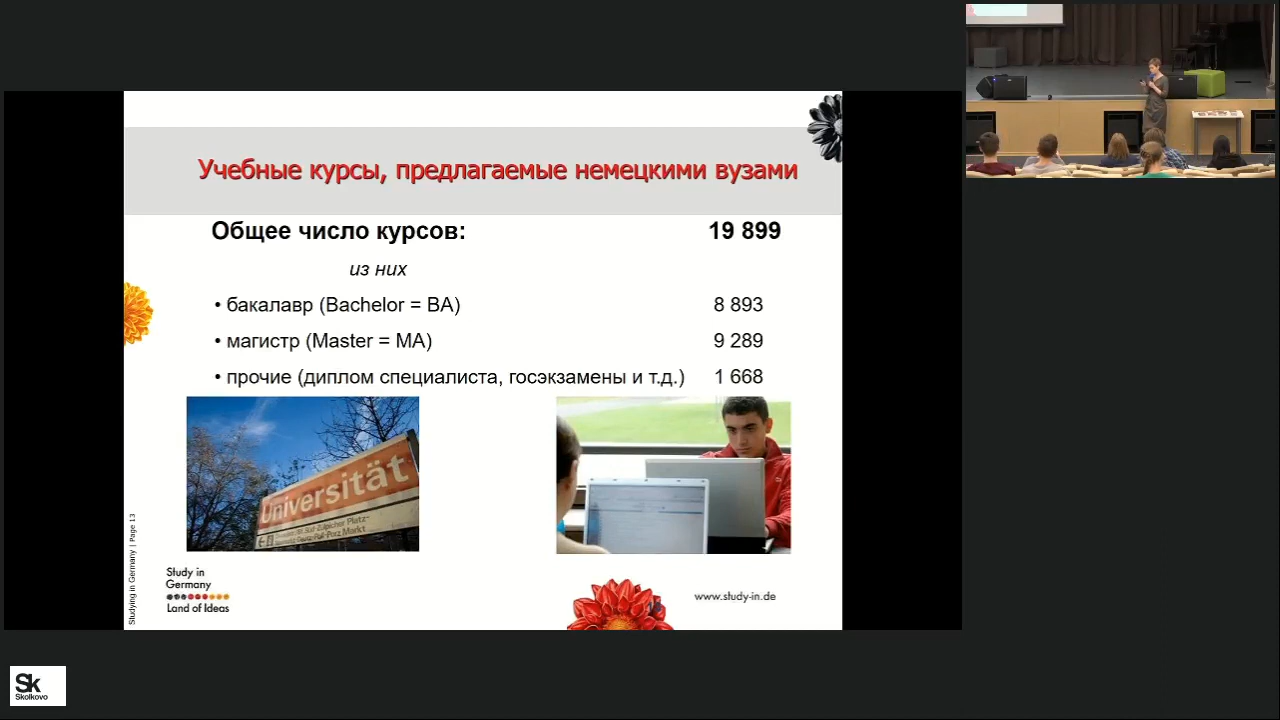 Учебные курсы, предлагаемые немецкими вузами
Общее число курсов: 19 899
из них
• бакалавр (Bachelor = BA) 8 893
• магистр (Master = MA) 9 289
• прочие (диплом специалиста, госэкзамены и т.д.) 1 668
Universität
Studying in Germany | Page 13
Study in
Germany
Land of Ideas
www.study-in.de
Sk
Skolkovo